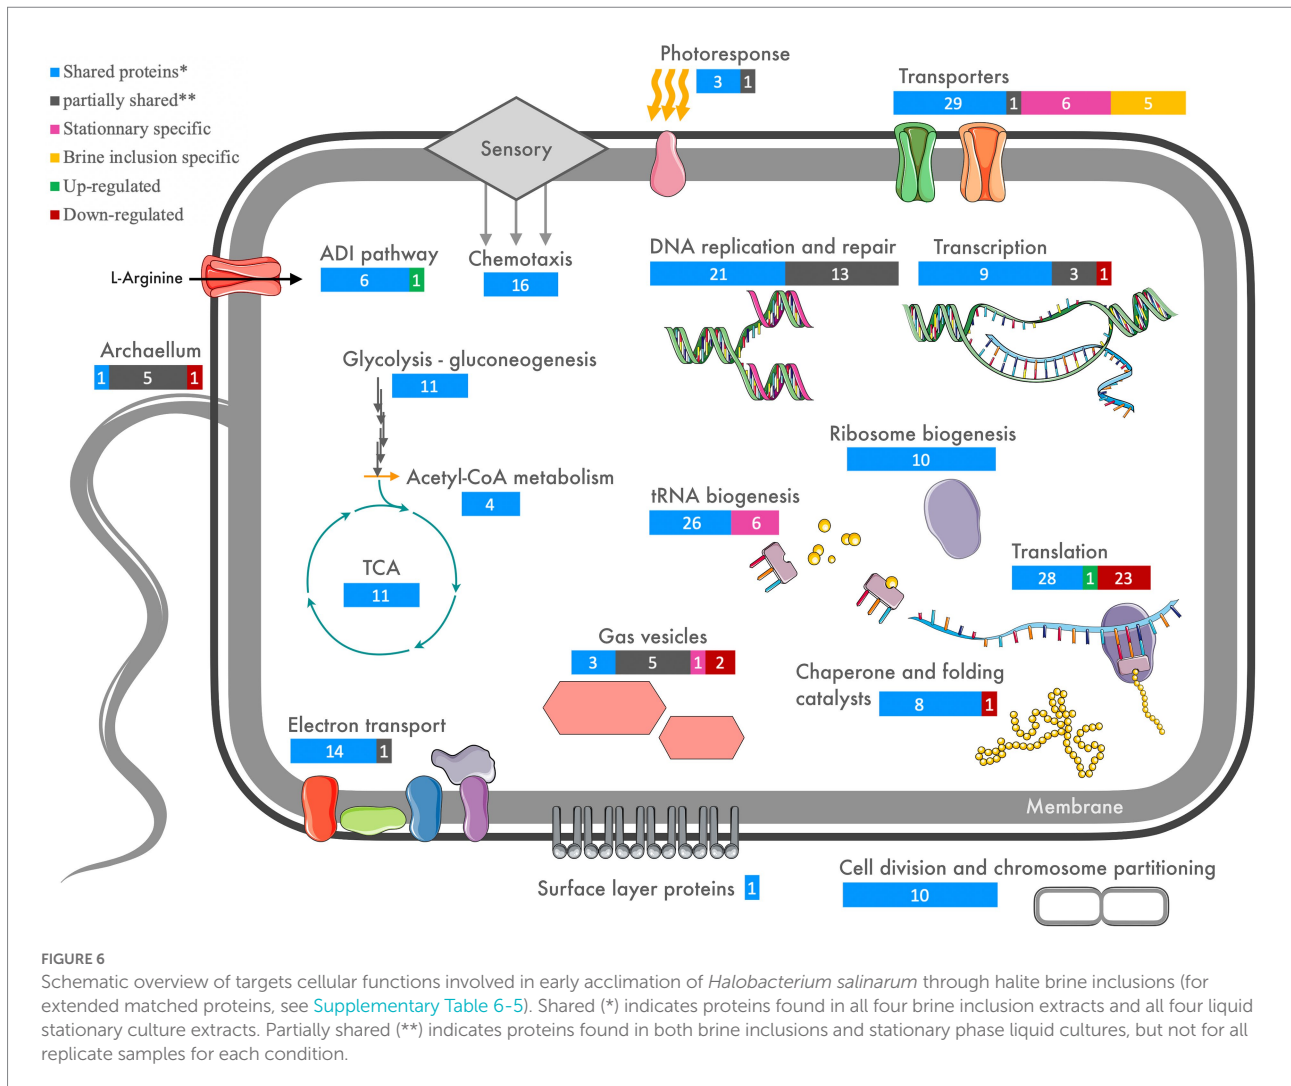 Shared proteins*
partially shared**
Stationnary specific
Brine inclusion specific
Up-regulated
Down-regulated
Photoresponse
3 1
Transporters
29 1 6 5
Sensory
L-Arginine
ADI pathway
6 1
Chemotaxis
16
DNA replication and repair
21 13
Transcription
9 3 1
Archaellum
1 5 1
Glycolysis - gluconeogenesis
11
Acetyl-CoA metabolism
4
TCA
11
Ribosome biogenesis
10
tRNA biogenesis
26 6
Translation
28 1 23
Gas vesicles
3 5 1 2
Chaperone and folding
catalysts
8 1
Electron transport
14 1
Membrane
Surface layer proteins 1
Cell division and chromosome partitioning
10
FIGURE 6
Schematic overview of targets cellular functions involved in early acclimation of Halobacterium salinarum through halite brine inclusions (for
extended matched proteins, see Supplementary Table 6-5). Shared (*) indicates proteins found in all four brine inclusion extracts and all four liquid
stationary culture extracts. Partially shared (**) indicates proteins found in both brine inclusions and stationary phase liquid cultures, but not for all
replicate samples for each condition.